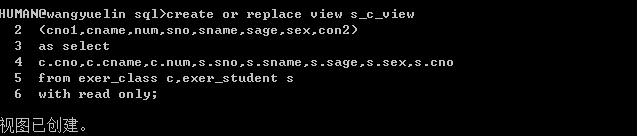 HUMAN@wangyuelin sql>create or replace view s_c_view
2 (cno1,cname,num,sno,sname,sage,sex,con2)
3 as select
4 c.cno,c.cname,c.num,s.sno,s.sname,s.sage,s.sex,s.cno
5 from exer_class c,exer_student s
6 with read only;
视图已创建。